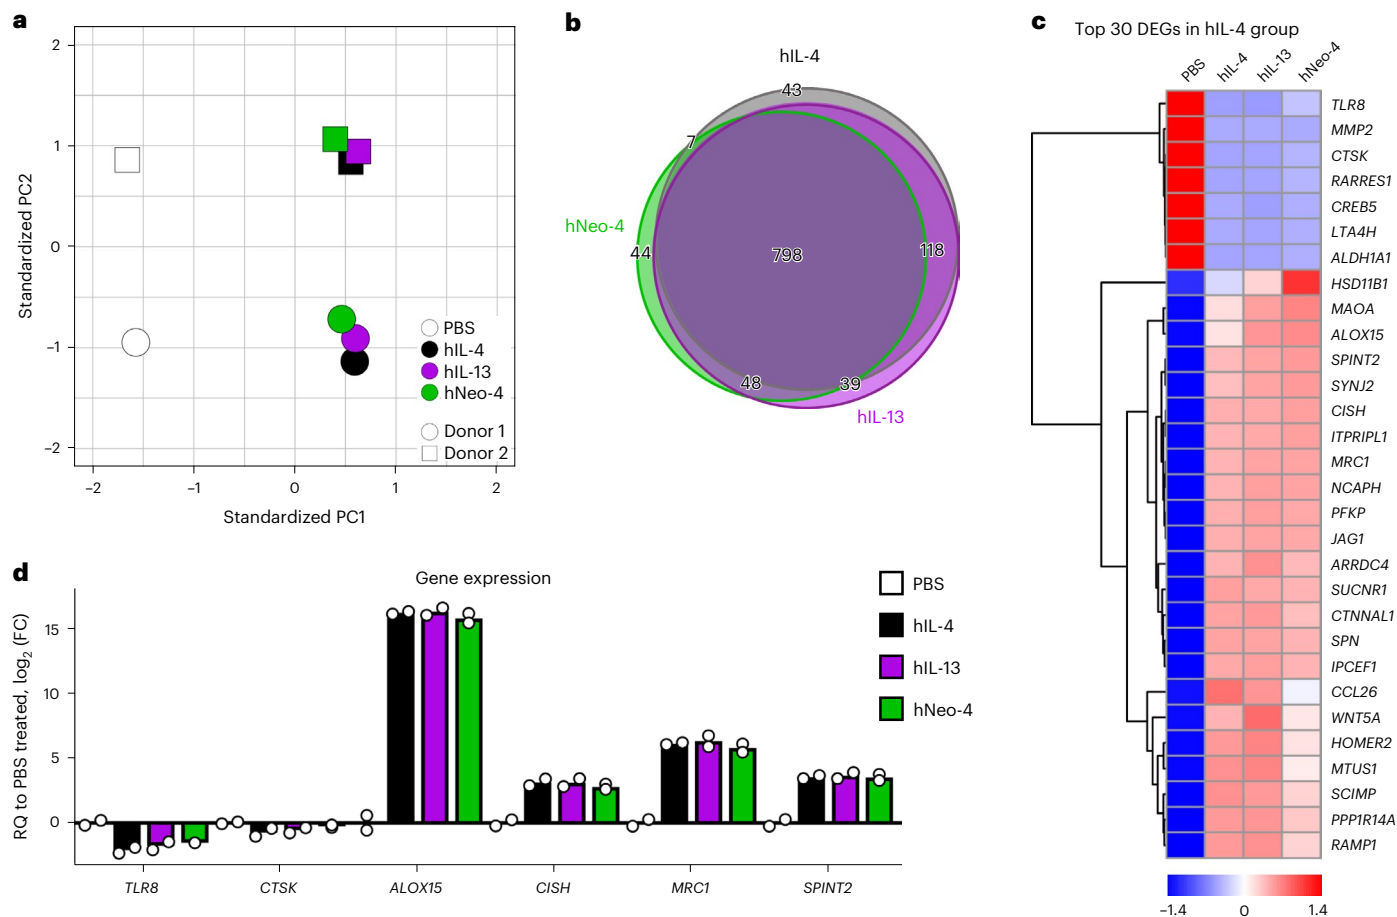 a
2
1
0
−1
−2
Standardized PC2
−2
−1
0
1
2
Standardized PC1
PBS
hIL-4
hIL-13
hNeo-4
Donor 1
Donor 2
b
hIL-4
43
7
hNeo-4
44
798
118
48
39
hIL-13
c
Top 30 DEGs in hIL-4 group
PBS
hIL-4
hIL-13
hNeo-4
TLR8
MMP2
CTSK
RARRES1
CREB5
LTA4H
ALDH1A1
HSD11B1
MAOA
ALOX15
SPINT2
SYNJ2
CISH
ITPRIPL1
MRC1
NCAPH
PFKP
JAG1
ARRDC4
SUCNR1
CTNNAL1
SPN
IPCEF1
CCL26
WNT5A
HOMER2
MTUS1
SCIMP
PPP1R14A
RAMP1
−1.4
0
1.4
d
Gene expression
RQ to PBS treated, log2 (FC)
15
10
5
0
TLR8
CTSK
ALOX15
CISH
MRC1
SPINT2
PBS
hIL-4
hIL-13
hNeo-4